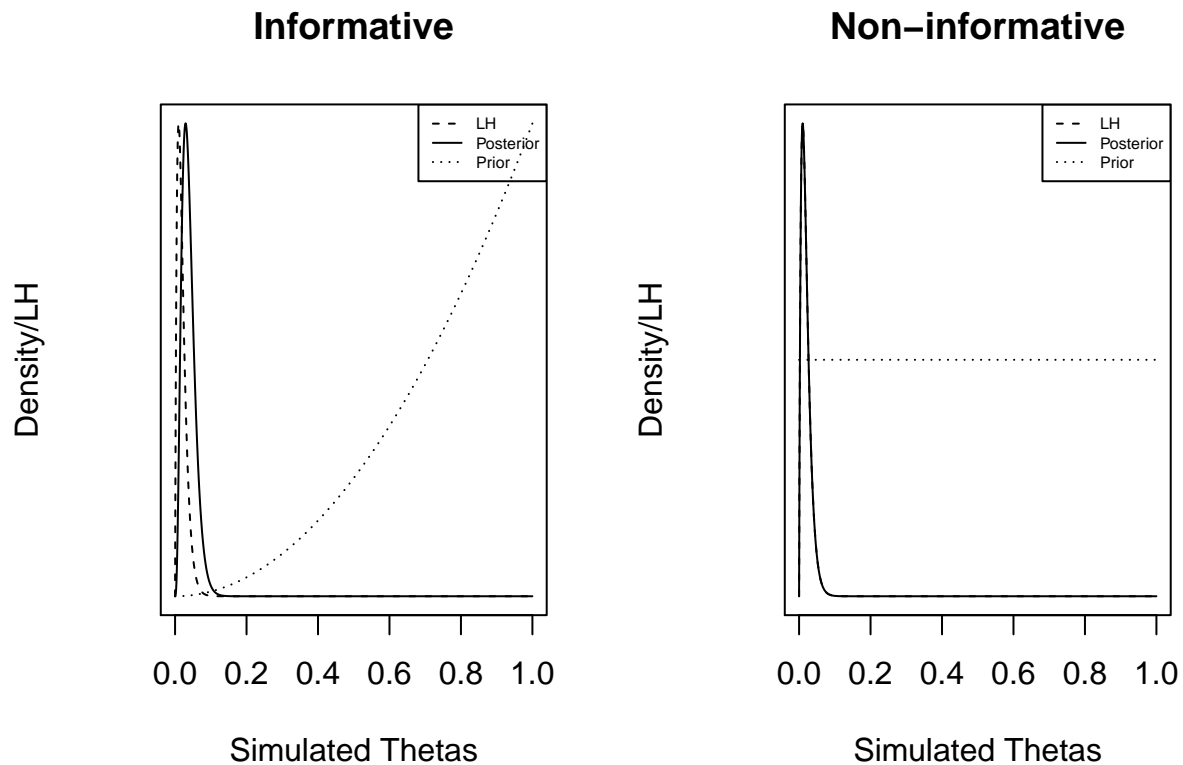 Informative
Density/LH
LH
Posterior
Prior
0.0 0.2 0.4 0.6 0.8 1.0
Simulated Thetas
Non−informative
Density/LH
LH
Posterior
Prior
0.0 0.2 0.4 0.6 0.8 1.0
Simulated Thetas